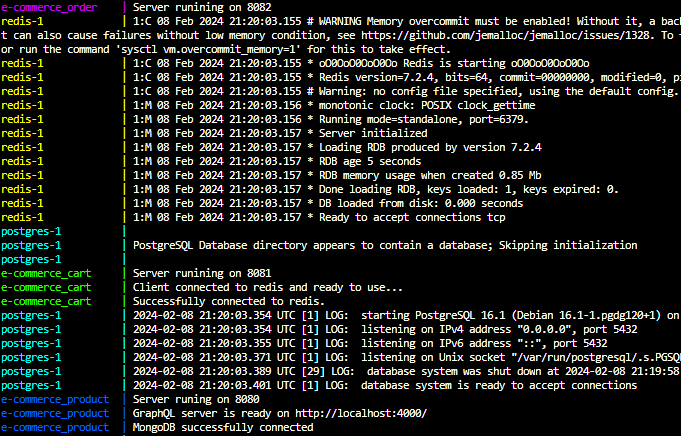 e-commerce_order | Server runining on 8082
redis-1 | 1:C 08 Feb 2024 21:20:03.155 # WARNING Memory overcommit must be enabled! Without it, a bac
t can also cause failures without low memory condition, see https://github.com/jemalloc/jemalloc/issues/1328. To
or run the command 'sysctl vm.overcommit_memory=1' for this to take effect.
redis-1 | 1:C 08 Feb 2024 21:20:03.155 * oO0OoO0OoO0Oo Redis is starting oO0OoO0OoO0Oo
redis-1 | 1:C 08 Feb 2024 21:20:03.155 * Redis version=7.2.4, bits=64, commit=00000000, modified=0, pi
redis-1 | 1:C 08 Feb 2024 21:20:03.155 # Warning: no config file specified, using the default config.
redis-1 | 1:M 08 Feb 2024 21:20:03.156 * monotonic clock: POSIX clock_gettime
redis-1 | 1:M 08 Feb 2024 21:20:03.156 * Running mode=standalone, port=6379.
redis-1 | 1:M 08 Feb 2024 21:20:03.156 * Server initialized
redis-1 | 1:M 08 Feb 2024 21:20:03.157 * Loading RDB produced by version 7.2.4
redis-1 | 1:M 08 Feb 2024 21:20:03.157 * RDB age 5 seconds
redis-1 | 1:M 08 Feb 2024 21:20:03.157 * RDB memory usage when created 0.85 Mb
redis-1 | 1:M 08 Feb 2024 21:20:03.157 * Done loading RDB, keys loaded: 1, keys expired: 0.
redis-1 | 1:M 08 Feb 2024 21:20:03.157 * DB loaded from disk: 0.000 seconds
redis-1 | 1:M 08 Feb 2024 21:20:03.157 * Ready to accept connections tcp
postgres-1 |
postgres-1 | PostgreSQL Database directory appears to contain a database; Skipping initialization
postgres-1 |
e-commerce_cart | Server runining on 8081
e-commerce_cart | Client connected to redis and ready to use...
e-commerce_cart | Successfully connected to redis.
postgres-1 | 2024-02-08 21:20:03.354 UTC [1] LOG:  starting PostgreSQL 16.1 (Debian 16.1-1.pgdg120+1) on
postgres-1 | 2024-02-08 21:20:03.354 UTC [1] LOG:  listening on IPv4 address "0.0.0.0", port 5432
postgres-1 | 2024-02-08 21:20:03.355 UTC [1] LOG:  listening on IPv6 address "::", port 5432
postgres-1 | 2024-02-08 21:20:03.371 UTC [1] LOG:  listening on Unix socket "/var/run/postgresql/.s.PGSQL
postgres-1 | 2024-02-08 21:20:03.389 UTC [29] LOG:  database system was shut down at 2024-02-08 21:19:58
postgres-1 | 2024-02-08 21:20:03.401 UTC [1] LOG:  database system is ready to accept connections
e-commerce_product | Server runing on 8080
e-commerce_product | GraphQL server is ready on http://localhost:4000/
e-commerce_product | MongoDB successfully connected